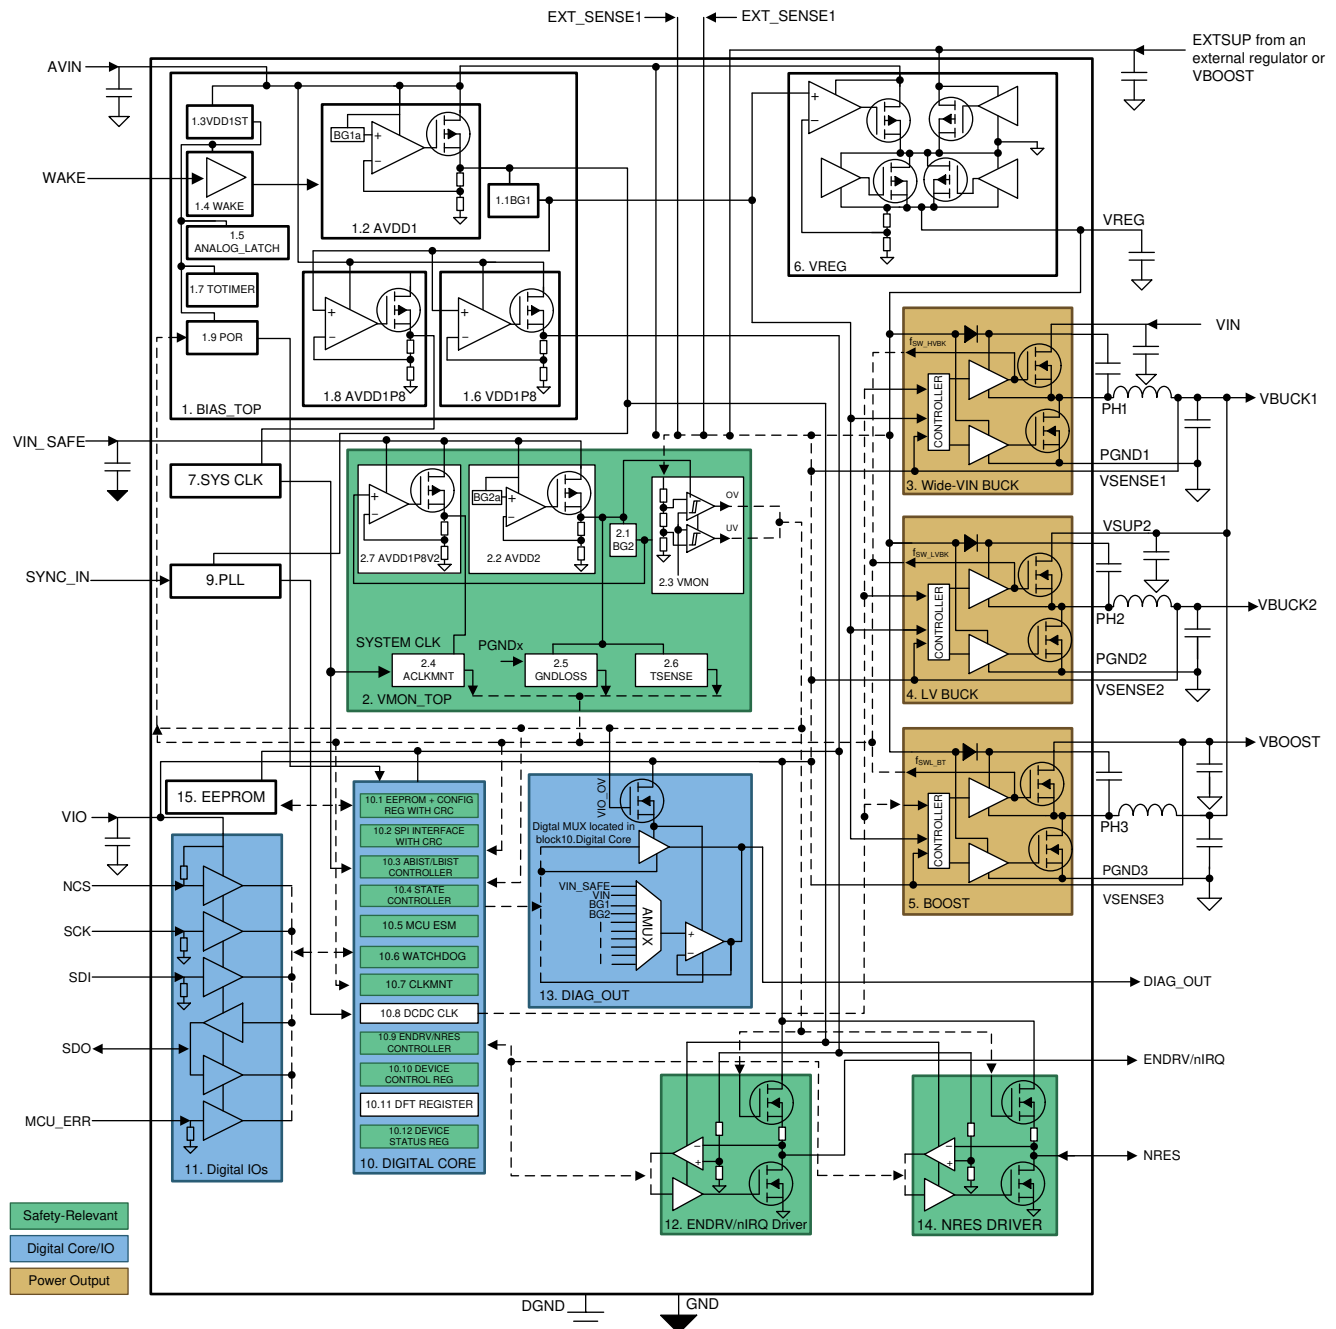 EXT_SENSE1
EXT_SENSE1
AVIN
EXTSUP from an
external regulator or
VBOOST
1.3VDD1ST
BG1a
+
−
WAKE
1.4 WAKE
1.2 AVDD1
1.1BG1
1.5
ANALOG_LATCH
1.7 TOTIMER
1.9 POR
+
−
+
−
1.8 AVDD1P8
1.6 VDD1P8
1. BIAS_TOP
+
−
6. VREG
VREG
VIN
fSW_HVBK
CONTROLLER
PH1
VBUCK1
PGND1
VSENSE1
3. Wide-VIN BUCK
VIN_SAFE
7.SYS CLK
SYNC_IN
9.PLL
+
−
2.7 AVDD1P8V2
BG2a
+
−
2.2 AVDD2
2.1
BG2
OV
UV
2.3 VMON
SYSTEM CLK
2.4
ACLKMNT
PGNDx
2.5
GNDLOSS
2.6
TSENSE
2. VMON_TOP
VSUP2
fSW_LVBK
CONTROLLER
PH2
VBUCK2
PGND2
VSENSE2
4. LV BUCK
VBOOST
fSWL_BT
CONTROLLER
PH3
PGND3
VSENSE3
5. BOOST
15. EEPROM
VIO
NCS
SCK
SDI
SDO
MCU_ERR
11. Digital IOs
10.1 EEPROM + CONFIG
REG WITH CRC
10.2 SPI INTERFACE
WITH CRC
10.3 ABIST/LBIST
CONTROLLER
10.4 STATE
CONTROLLER
10.5 MCU ESM
10.6 WATCHDOG
10.7 CLKMNT
10.8 DCDC CLK
10.9 ENDRV/NRES
CONTROLLER
10.10 DEVICE
CONTROL REG
10.11 DFT REGISTER
10.12 DEVICE
STATUS REG
10. DIGITAL CORE
VIO_OV
Digtal MUX located in
block10.Digital Core
VIN_SAFE
VIN
BG1
BG2
AMUX
+
−
13. DIAG_OUT
DIAG_OUT
ENDRV/nIRQ
NRES
−
+
12. ENDRV/nIRQ Driver
−
+
14. NRES DRIVER
Safety-Relevant
Digital Core/IO
Power Output
DGND
GND